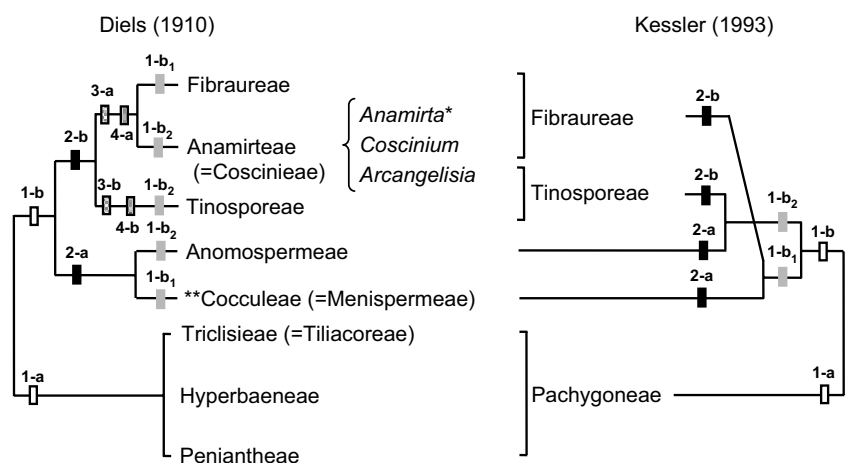 Diels (1910)
Kessler (1993)
1-b₁
3-a
Fibraureae
4-a
2-b
1-b₂
Anamirteae
(=Coscinieae)
Anamirta*
Coscinium
Arcangelisia
3-b
1-b₂
Tinosporeae
4-b
1-b
1-b₂
Anomospermeae
2-a
1-b₁
**Cocculeae (=Menispermeae)
Triclisieae (=Tiliacoreae)
1-a
Hyperbaeneae
Peniantheae
2-b
Fibraureae
2-b
Tinosporeae
1-b₂
2-a
1-b
1-b₁
2-a
1-a
Pachygoneae